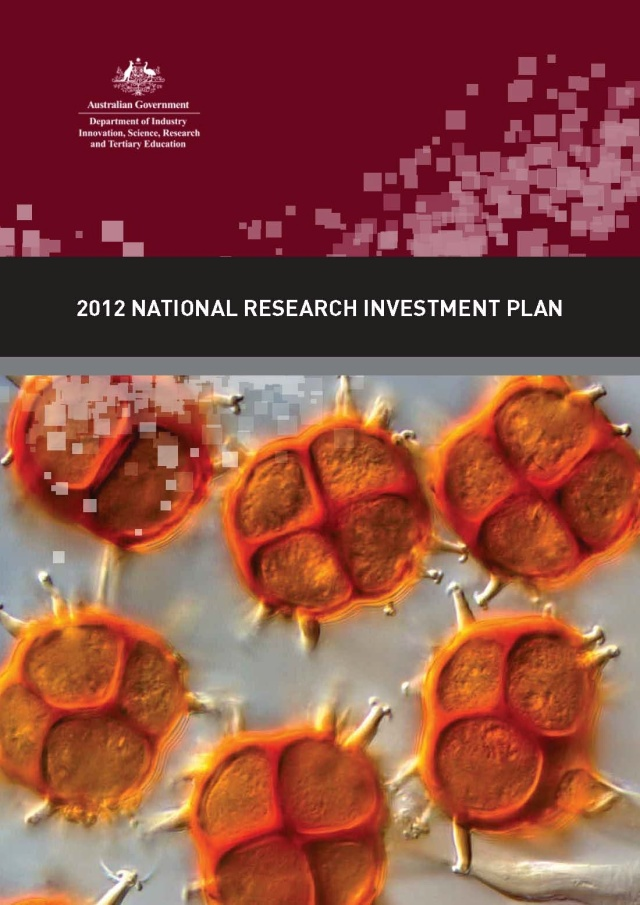 Australian Government
Department of Industry
Innovation, Science, Research
and Tertiary Education
2012 NATIONAL RESEARCH INVESTMENT PLAN